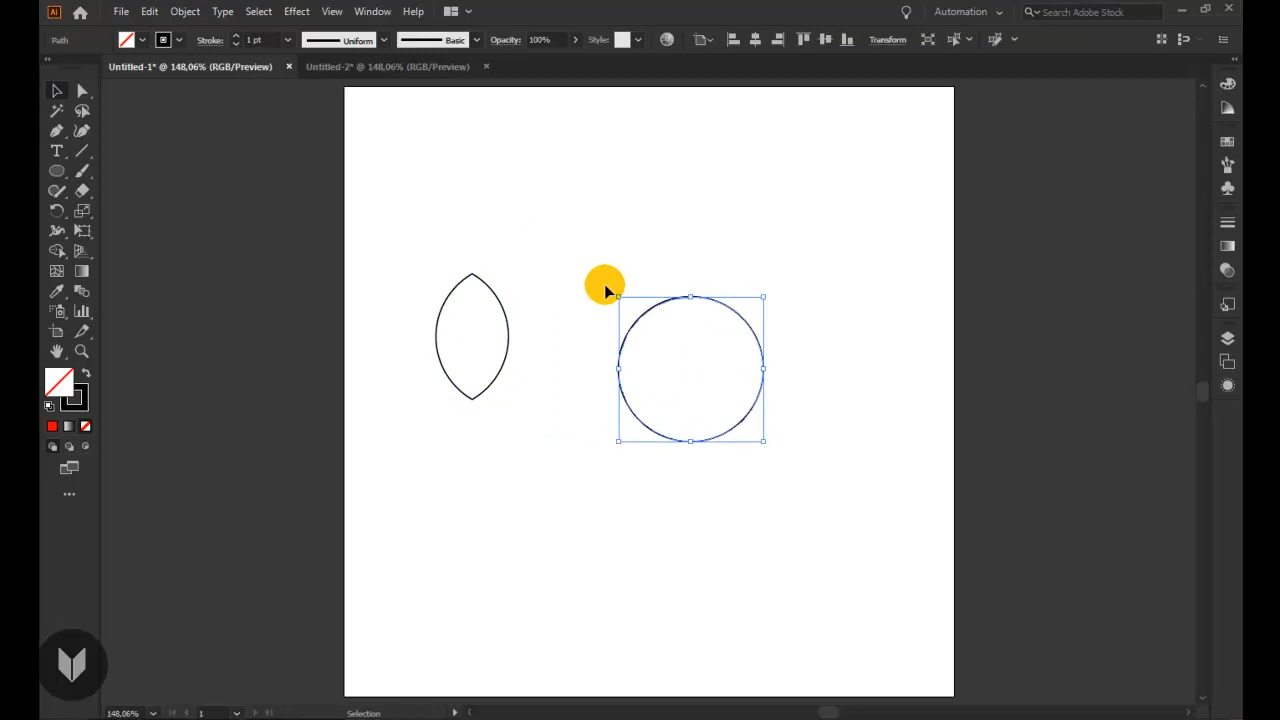 Ai File Edit Object Type Select Effect View Window Help Automation Search Adobe Stock
Path Stroke: 1 pt Uniform Basic Opacity: 100% Style: Transform
Untitled-1* @ 148,06% (RGB/Preview) × Untitled-2* @ 148,06% (RGB/Preview) ×
148,06% 1 Selection